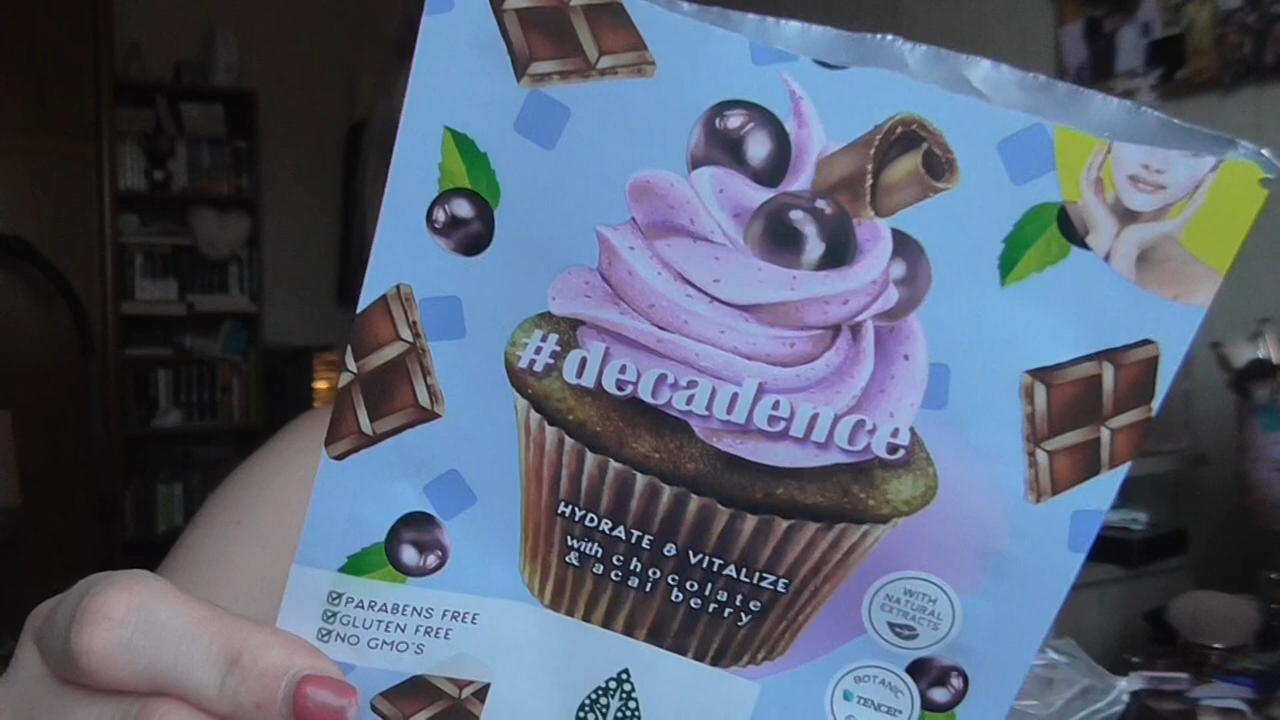 #decadence
HYDRATE & VITALIZE
with chocolate
& acai berry
PARABENS FREE
GLUTEN FREE
NO GMO'S
WITH
NATURAL
EXTRACTS
BOTANIC
TENCEL